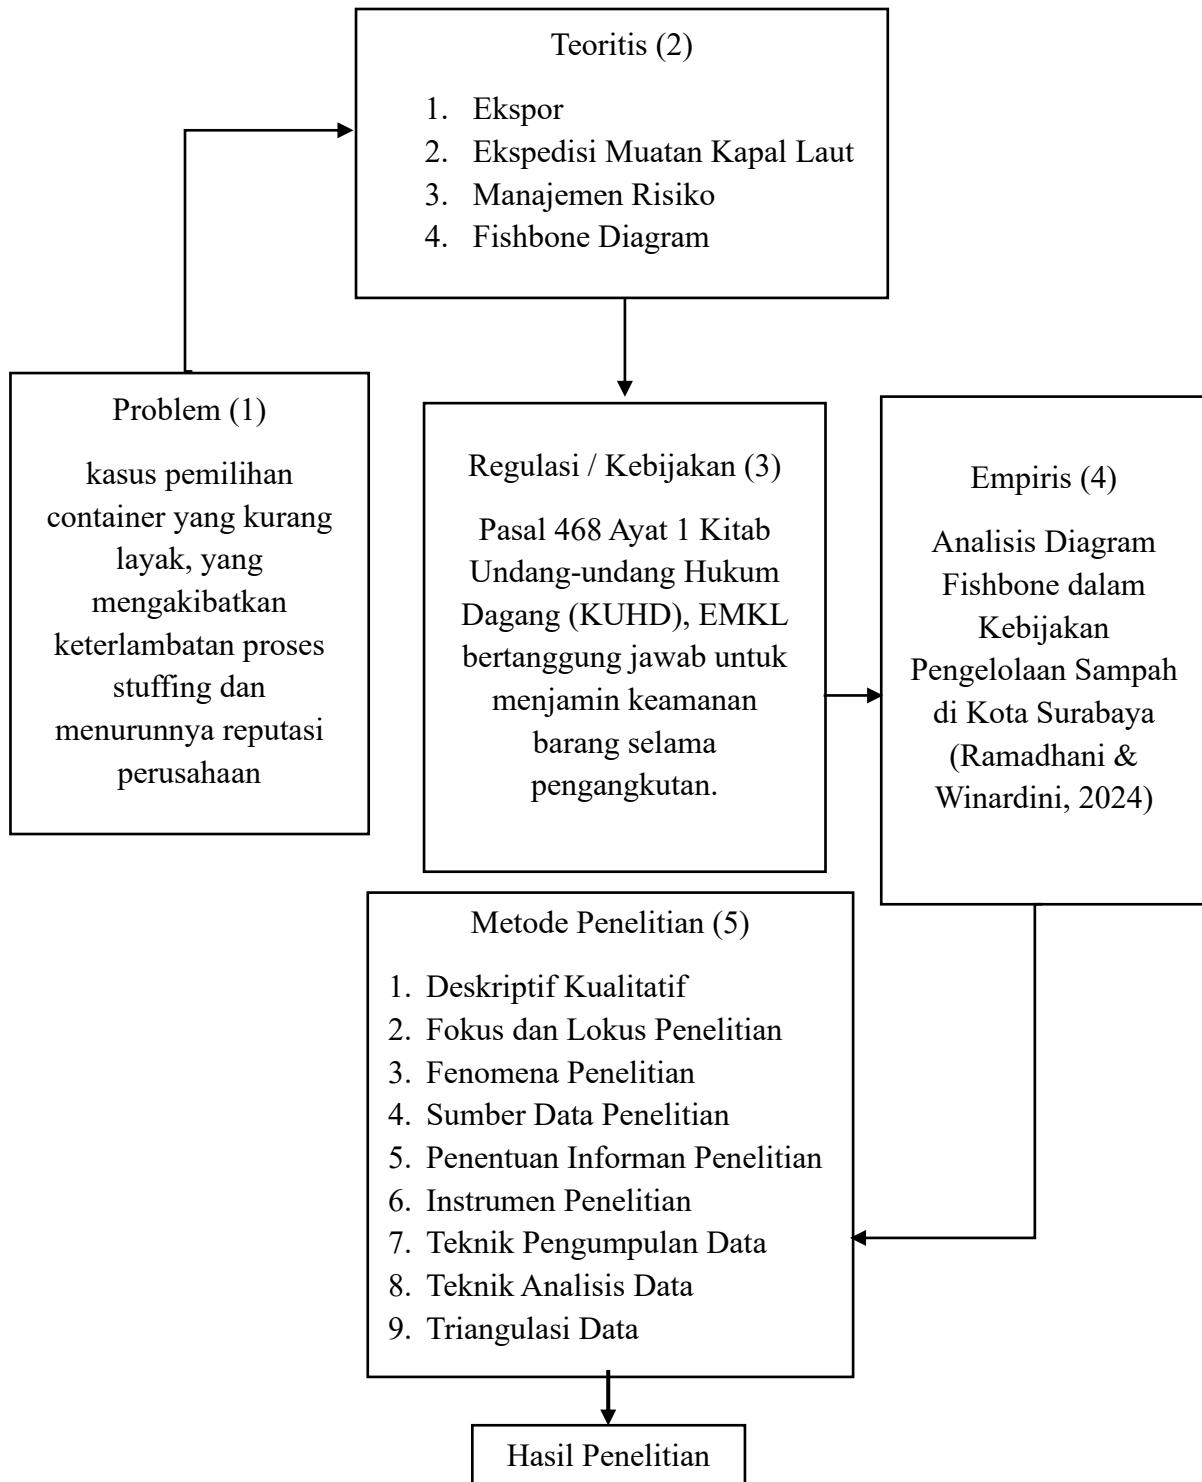 Teoritis (2)
1. Ekspor
2. Ekspedisi Muatan Kapal Laut
3. Manajemen Risiko
4. Fishbone Diagram
Problem (1)
kasus pemilihan
container yang kurang
layak, yang
mengakibatkan
keterlambatan proses
stuffing dan
menurunnya reputasi
perusahaan
Regulasi / Kebijakan (3)
Pasal 468 Ayat 1 Kitab
Undang-undang Hukum
Dagang (KUHD), EMKL
bertanggung jawab untuk
menjamin keamanan
barang selama
pengangkutan.
Empiris (4)
Analisis Diagram
Fishbone dalam
Kebijakan
Pengelolaan Sampah
di Kota Surabaya
(Ramadhani &
Winardini, 2024)
Metode Penelitian (5)
1. Deskriptif Kualitatif
2. Fokus dan Lokus Penelitian
3. Fenomena Penelitian
4. Sumber Data Penelitian
5. Penentuan Informan Penelitian
6. Instrumen Penelitian
7. Teknik Pengumpulan Data
8. Teknik Analisis Data
9. Triangulasi Data
Hasil Penelitian